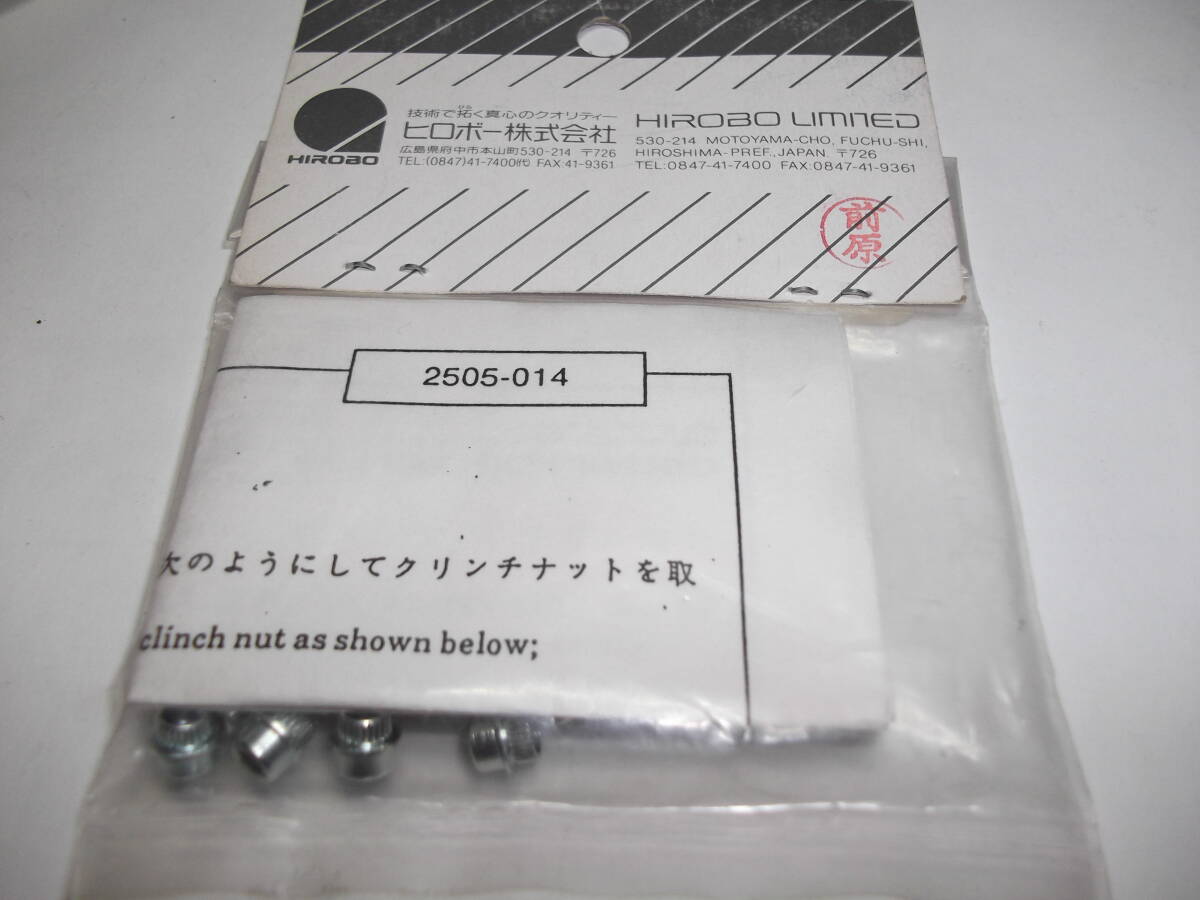 HIROBO
技術で拓く真心のクオリティー
ヒロボー株式会社
広島県府中市本山町530-214 〒726
TEL:(0847)41-7400㈹ FAX 41-9361
HIROBO LIMITED
530-214 MOTOYAMA-CHO, FUCHU-SHI,
HIROSHIMA-PREF., JAPAN. 〒726
TEL:0847-41-7400 FAX:0847-41-9361
前原
2505-014
次のようにしてクリンチナットを取
clinch nut as shown below;